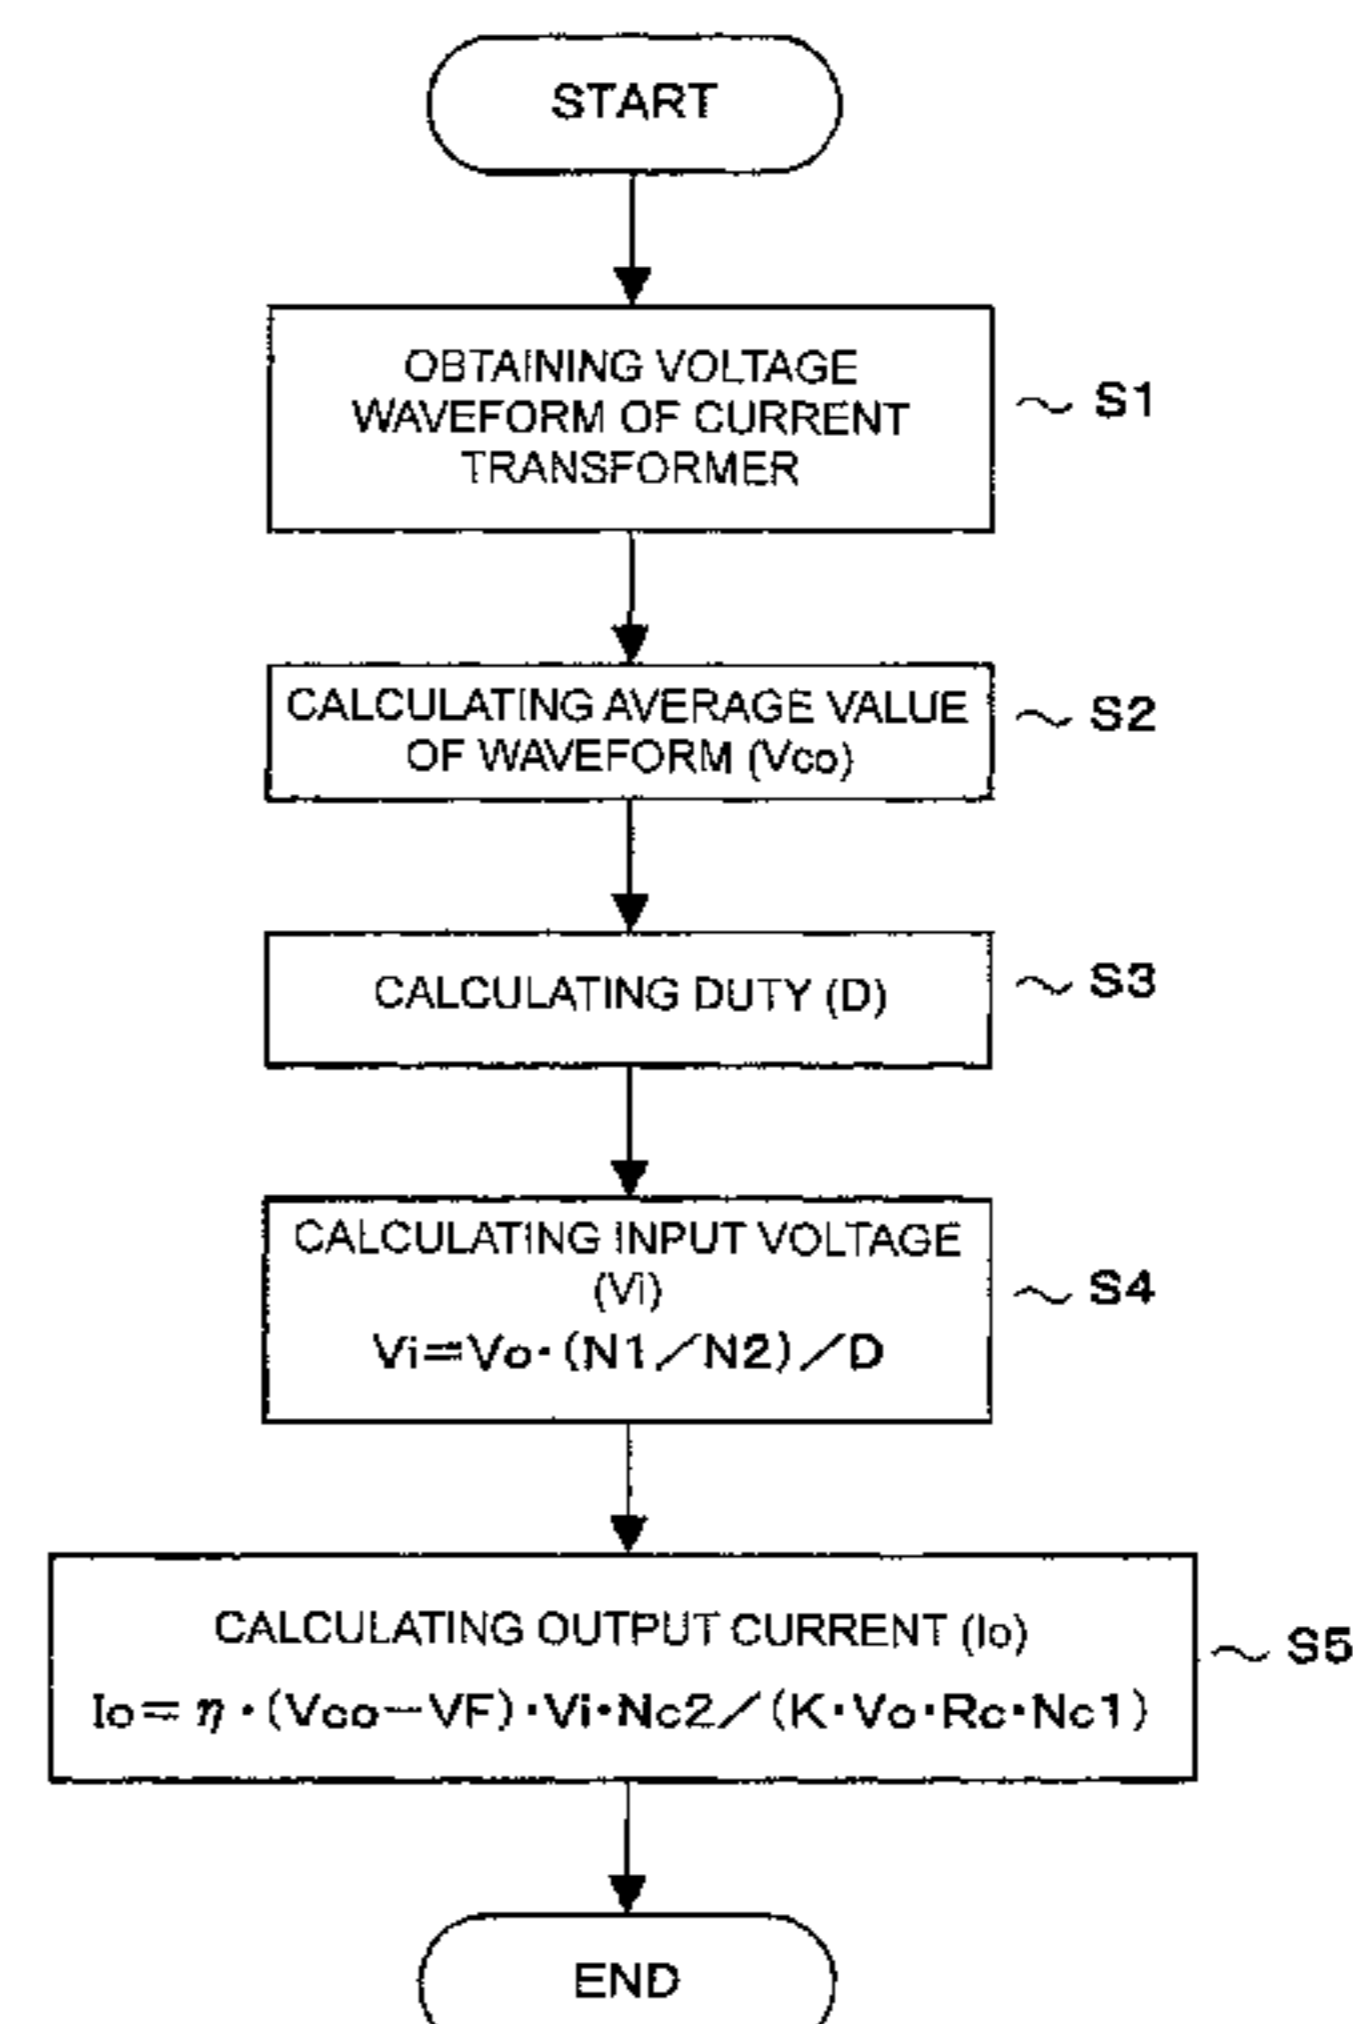 START
OBTAINING VOLTAGE
WAVEFORM OF CURRENT
TRANSFORMER
~ S1
CALCULATING AVERAGE VALUE
OF WAVEFORM (Vco)
~ S2
CALCULATING DUTY (D)
~ S3
CALCULATING INPUT VOLTAGE
(Vi)
Vi=Vo·(N1/N2)/D
~ S4
CALCULATING OUTPUT CURRENT (Io)
Io=η·(Vco-VF)·Vi·Nc2/(K·Vo·Rc·Nc1)
~ S5
END